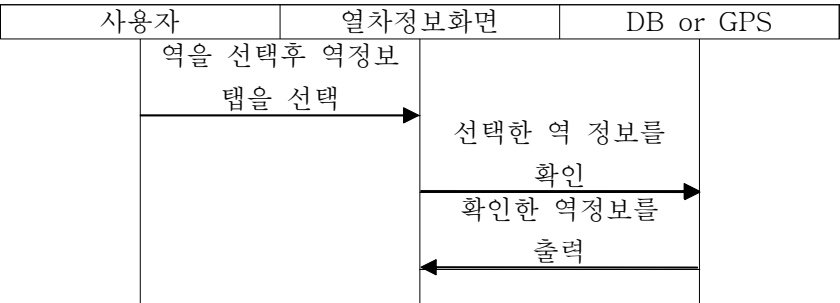 사용자 열차정보화면 DB or GPS
역을 선택후 역정보
탭을 선택
선택한 역 정보를
확인
확인한 역정보를
출력